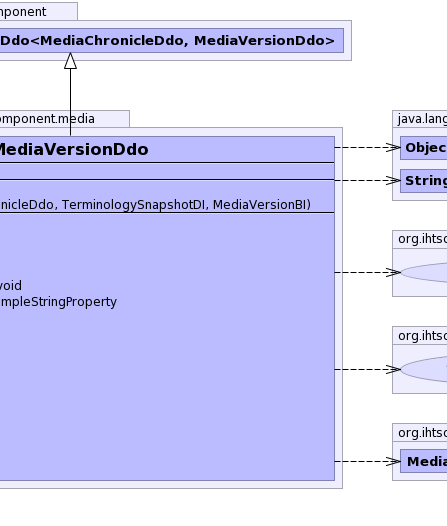 mponent
Ddo<MediaChronicleDdo, MediaVersionDdo>
omponent.media
MediaVersionDdo
nicleDdo, TerminologySnapshotDI, MediaVersionBI)
void
mpleStringProperty
java.lang
Objec
String
org.ihtsd
org.ihtsd
org.ihtsd
Media